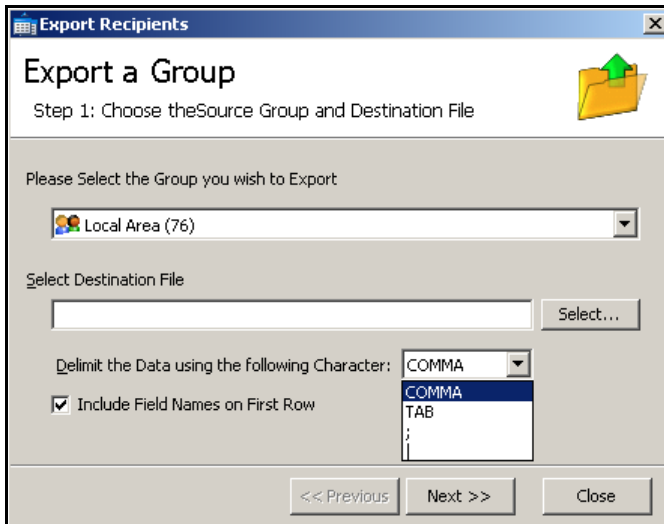 Export Recipients
Export a Group
Step 1: Choose theSource Group and Destination File
Please Select the Group you wish to Export
Local Area (76)
Select Destination File
Select...
Delimit the Data using the following Character: COMMA
COMMA
Include Field Names on First Row
TAB
;
|
<< Previous Next >> Close